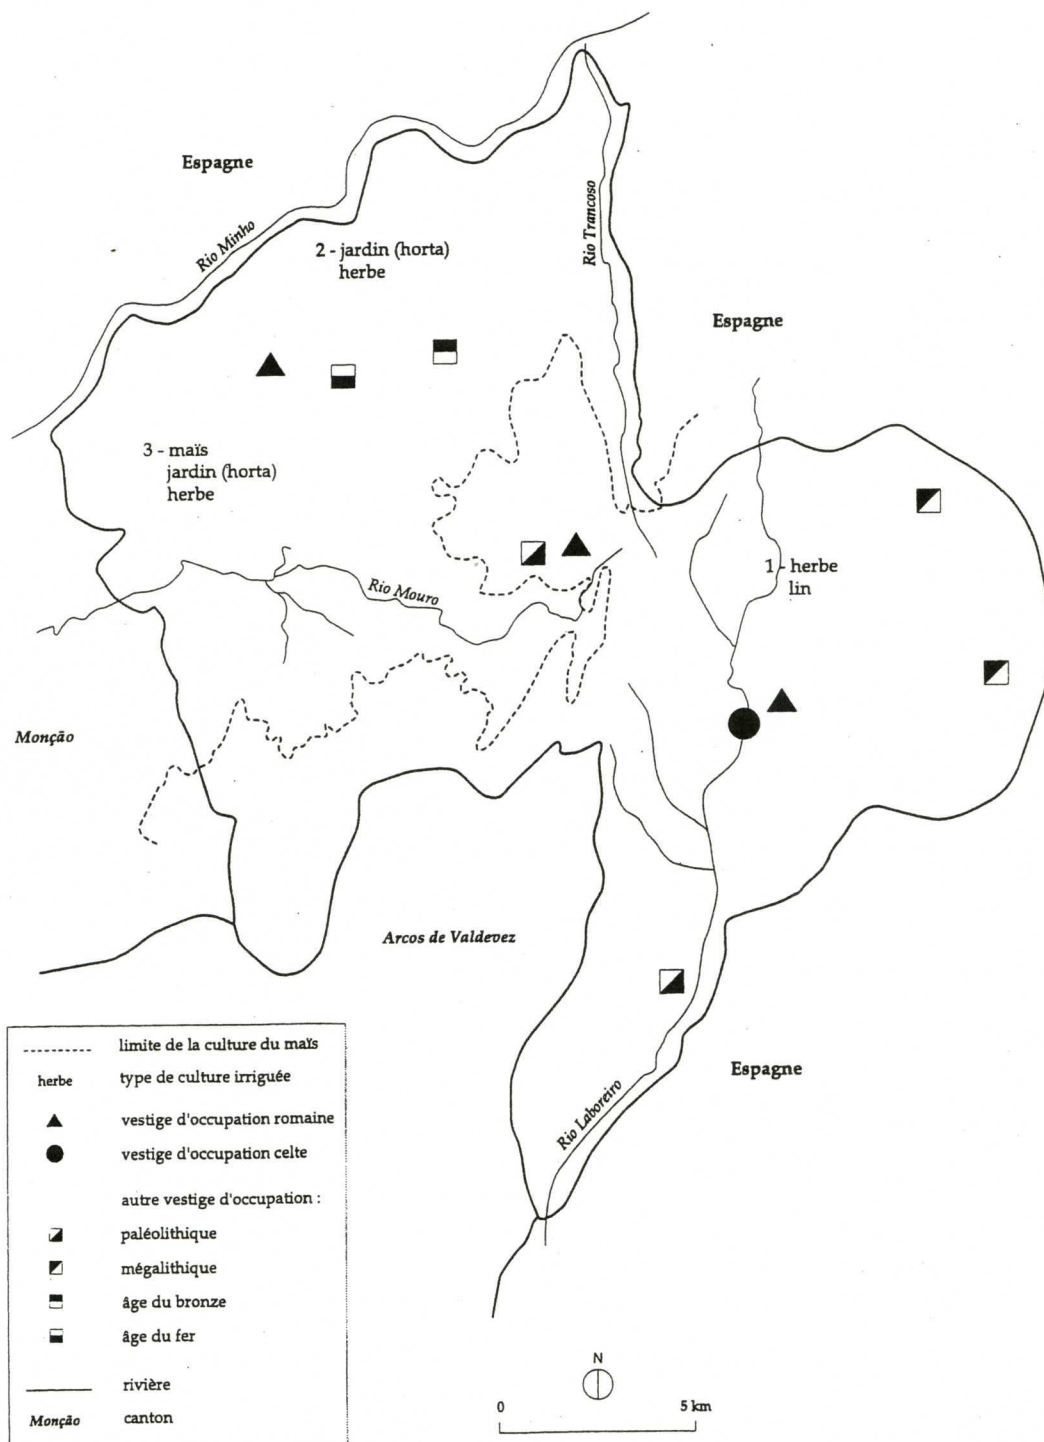 Espagne
Rio Minho
Rio Trancoso
2 - jardin (horta)
herbe
Espagne
3 - maïs
jardin (horta)
herbe
Rio Mouro
1 - herbe
lin
Monção
Arcos de Valdevez
Espagne
Rio Laboreiro
limite de la culture du maïs
herbe type de culture irriguée
vestige d'occupation romaine
vestige d'occupation celte
autre vestige d'occupation :
paléolithique
mégalithique
âge du bronze
âge du fer
rivière
Monção canton
N
0 5 km